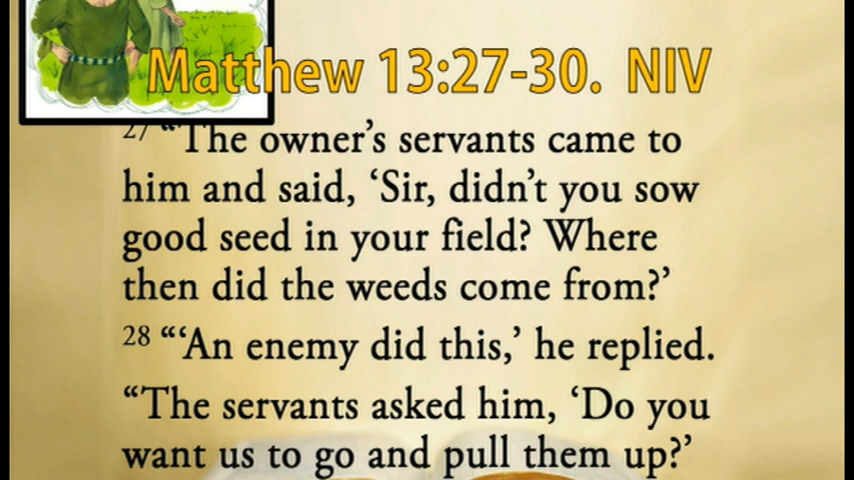 Matthew 13:27-30. NIV
27 “The owner’s servants came to
him and said, ‘Sir, didn’t you sow
good seed in your field? Where
then did the weeds come from?’
28 “‘An enemy did this,’ he replied.
“The servants asked him, ‘Do you
want us to go and pull them up?’